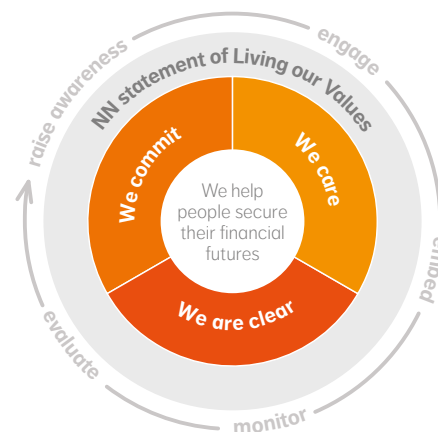 raise awareness
engage
NN statement of Living our Values
We commit
We care
We help
people secure
their financial
futures
We are clear
evaluate
monitor